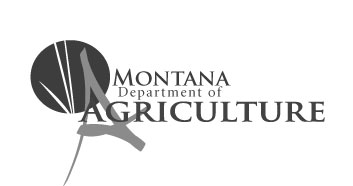 MONTANA
Department of
AGRICULTURE